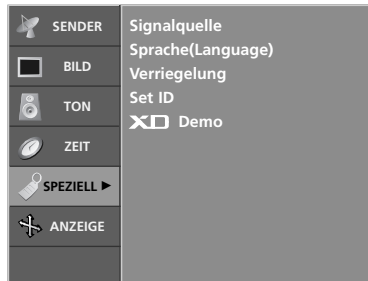 SENDER
BILD
TON
ZEIT
SPEZIELL ►
ANZEIGE
Signalquelle
Sprache(Language)
Verriegelung
Set ID
XD Demo